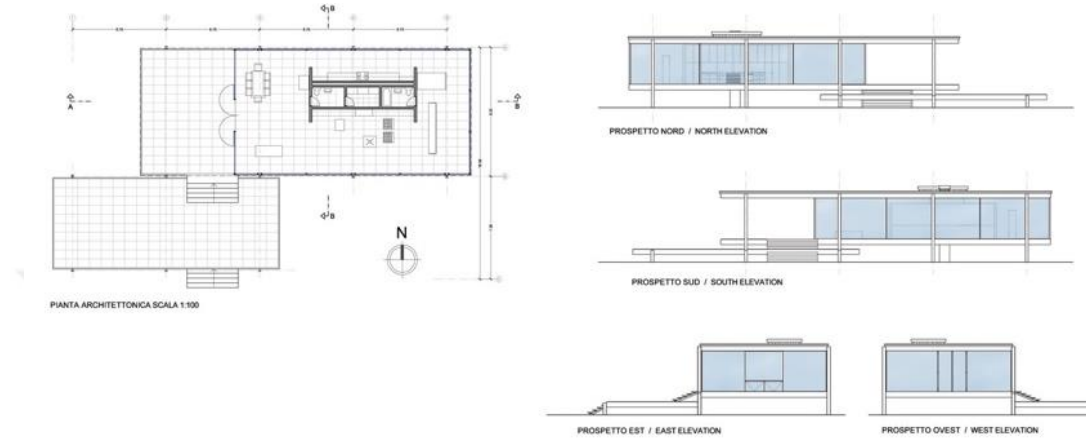 B
A
B
B
N
PIANTA ARCHITETTONICA SCALA 1:100
PROSPETTO NORD / NORTH ELEVATION
PROSPETTO SUD / SOUTH ELEVATION
PROSPETTO EST / EAST ELEVATION
PROSPETTO OVEST / WEST ELEVATION